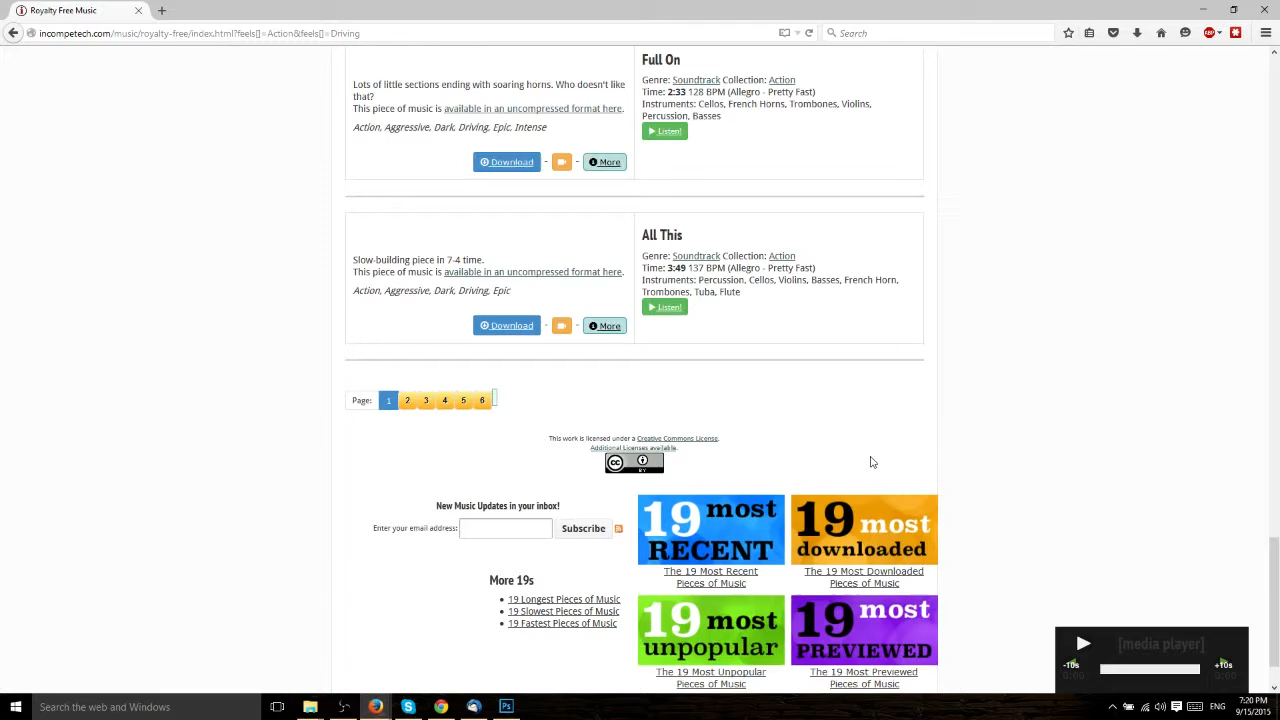 Royalty Free Music
incompetech.com/music/royalty-free/index.html?feels[]=Action&feels[]=Driving
Search
Full On
Lots of little sections ending with soaring horns. Who doesn't like
that?
This piece of music is available in an uncompressed format here.
Action, Aggressive, Dark, Driving, Epic, Intense
Download - - More
Genre: Soundtrack Collection: Action
Time: 2:33 128 BPM (Allegro - Pretty Fast)
Instruments: Cellos, French Horns, Trombones, Violins,
Percussion, Basses
Listen!
All This
Slow-building piece in 7-4 time.
This piece of music is available in an uncompressed format here.
Action, Aggressive, Dark, Driving, Epic
Download - - More
Genre: Soundtrack Collection: Action
Time: 3:49 137 BPM (Allegro - Pretty Fast)
Instruments: Percussion, Cellos, Violins, Basses, French Horn,
Trombones, Tuba, Flute
Listen!
Page: 1 2 3 4 5 6
This work is licensed under a Creative Commons License.
Additional Licenses available.
cc BY
New Music Updates in your inbox!
Enter your email address: Subscribe
More 19s
19 Longest Pieces of Music
19 Slowest Pieces of Music
19 Fastest Pieces of Music
19 most
RECENT
The 19 Most Recent
Pieces of Music
19 most
downloaded
The 19 Most Downloaded
Pieces of Music
19 most
unpopular
The 19 Most Unpopular
Pieces of Music
19 most
PREVIEWED
The 19 Most Previewed
Pieces of Music
[media player]
-10s +10s
0:00 0:00
Search the web and Windows
ENG
7:20 PM
9/15/2015